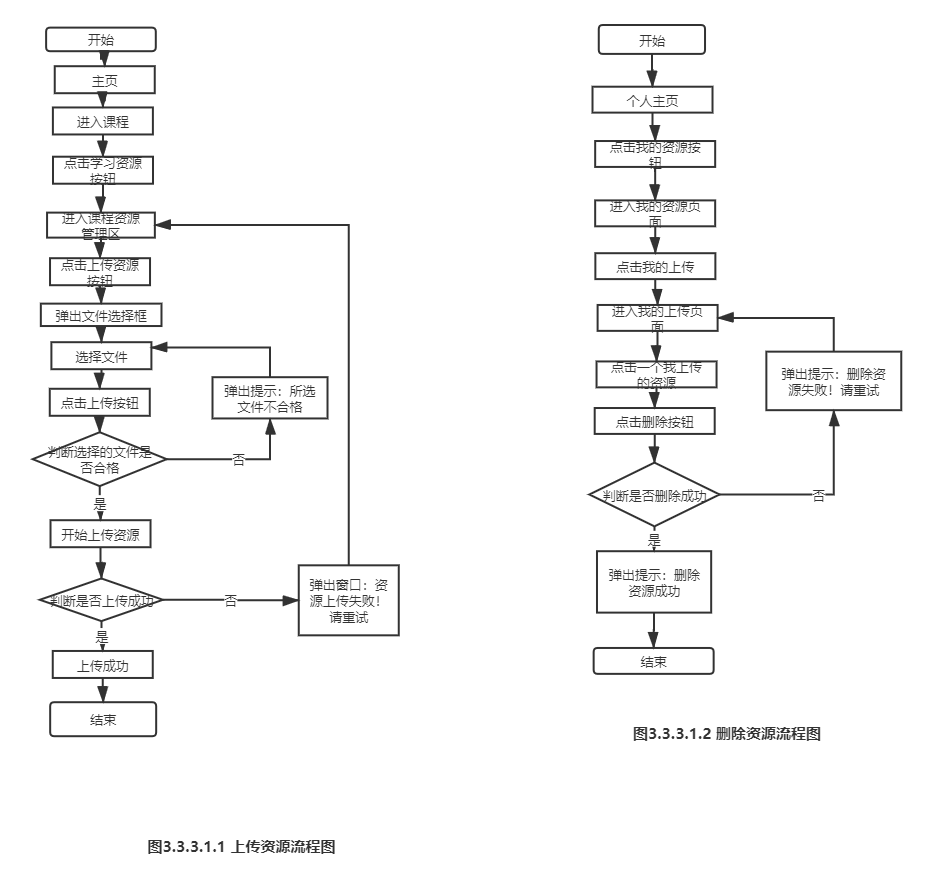 开始
主页
进入课程
点击学习资源
按钮
进入课程资源
管理区
点击上传资源
按钮
弹出文件选择框
选择文件
弹出提示：所选
文件不合格
点击上传按钮
判断选择的文件是
否合格
否
是
开始上传资源
判断是否上传成功
否
弹出窗口：资
源上传失败！
请重试
是
上传成功
结束
图3.3.3.1.1 上传资源流程图
开始
个人主页
点击我的资源按
钮
进入我的资源页
面
点击我的上传
进入我的上传页
面
点击一个我上传
的资源
弹出提示：删除资
源失败！请重试
点击删除按钮
判断是否删除成功
否
是
弹出提示：删除
资源成功
结束
图3.3.3.1.2 删除资源流程图